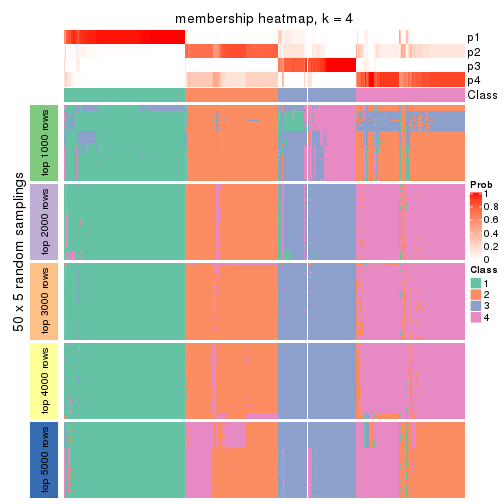 membership heatmap, k = 4
p1
p2
p3
p4
Class
50 x 5 random samplings
top 1000 rows
top 2000 rows
top 3000 rows
top 4000 rows
top 5000 rows
Prob
1
0.8
0.6
0.4
0.2
0
Class
1
2
3
4